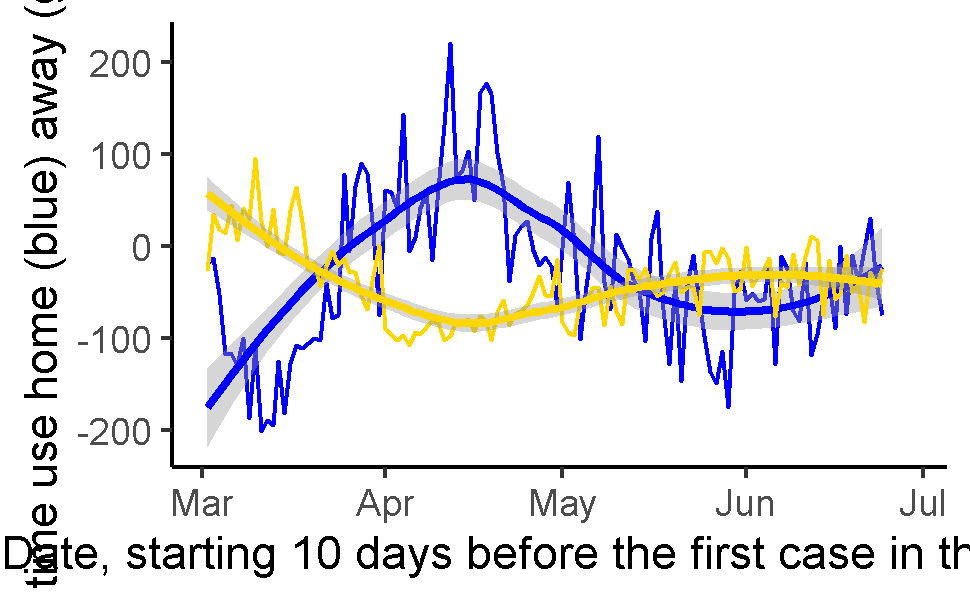 time use home (blue) away (
200
100
0
-100
-200
Mar Apr May Jun Jul
Date, starting 10 days before the first case in th